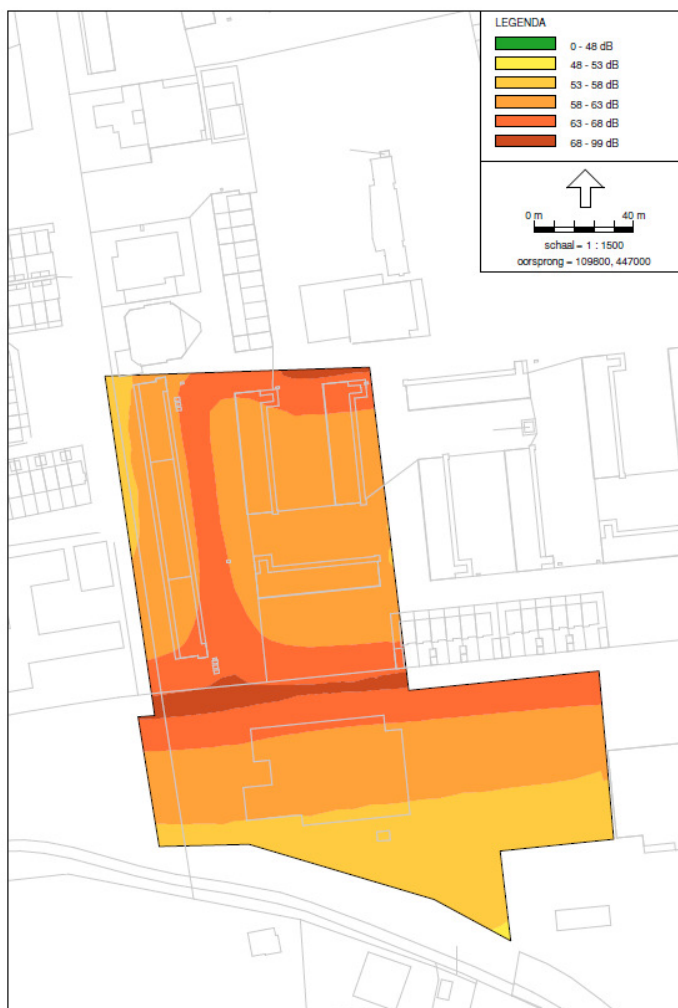 LEGENDA
0 - 48 dB
48 - 53 dB
53 - 58 dB
58 - 63 dB
63 - 68 dB
68 - 99 dB
0 m 40 m
schaal = 1 : 1500
oorsprong = 109800, 447000